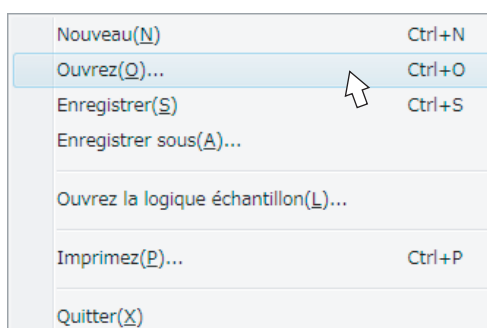 Nouveau(N) Ctrl+N
Ouvrez(O)... Ctrl+O
Enregistrer(S) Ctrl+S
Enregistrer sous(A)...
Ouvrez la logique échantillon(L)...
Imprimez(P)... Ctrl+P
Quitter(X)